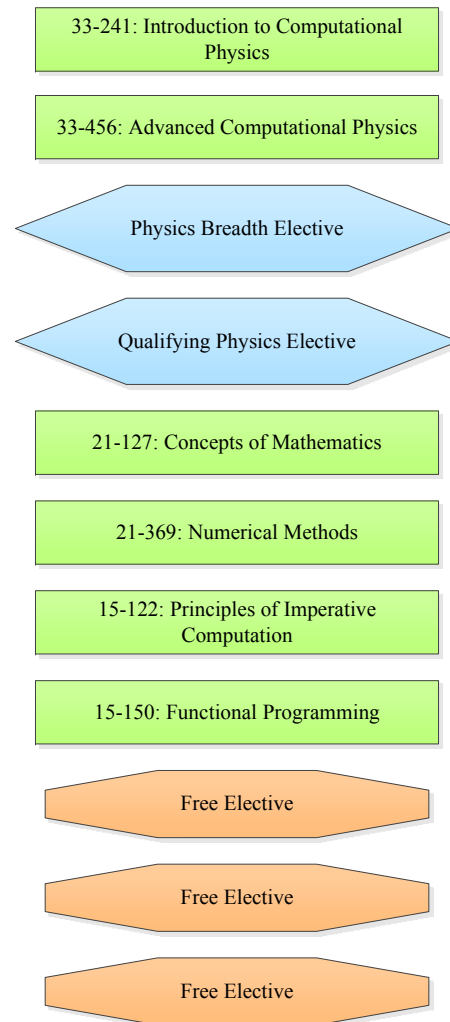 33-241: Introduction to Computational
Physics
33-456: Advanced Computational Physics
Physics Breadth Elective
Qualifying Physics Elective
21-127: Concepts of Mathematics
21-369: Numerical Methods
15-122: Principles of Imperative
Computation
15-150: Functional Programming
Free Elective
Free Elective
Free Elective